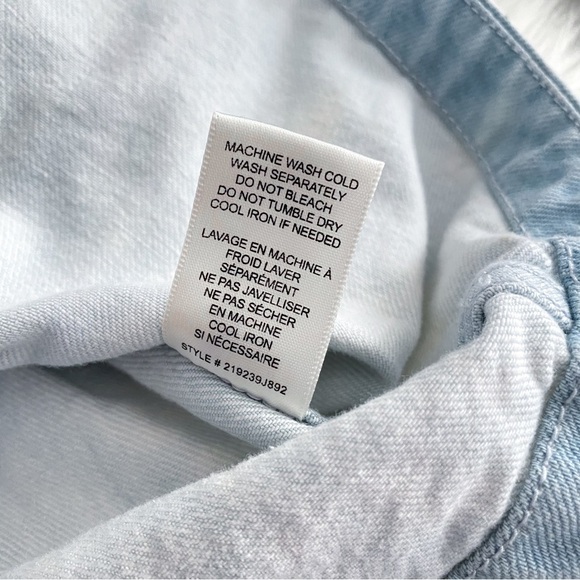 MACHINE WASH COLD
WASH SEPARATELY
DO NOT BLEACH
DO NOT TUMBLE DRY
COOL IRON IF NEEDED
LAVAGE EN MACHINE À
FROID LAVER
SÉPARÉMENT
NE PAS JAVELLISER
NE PAS SÉCHER
EN MACHINE
COOL IRON
SI NÉCESSAIRE
STYLE # 219239J892